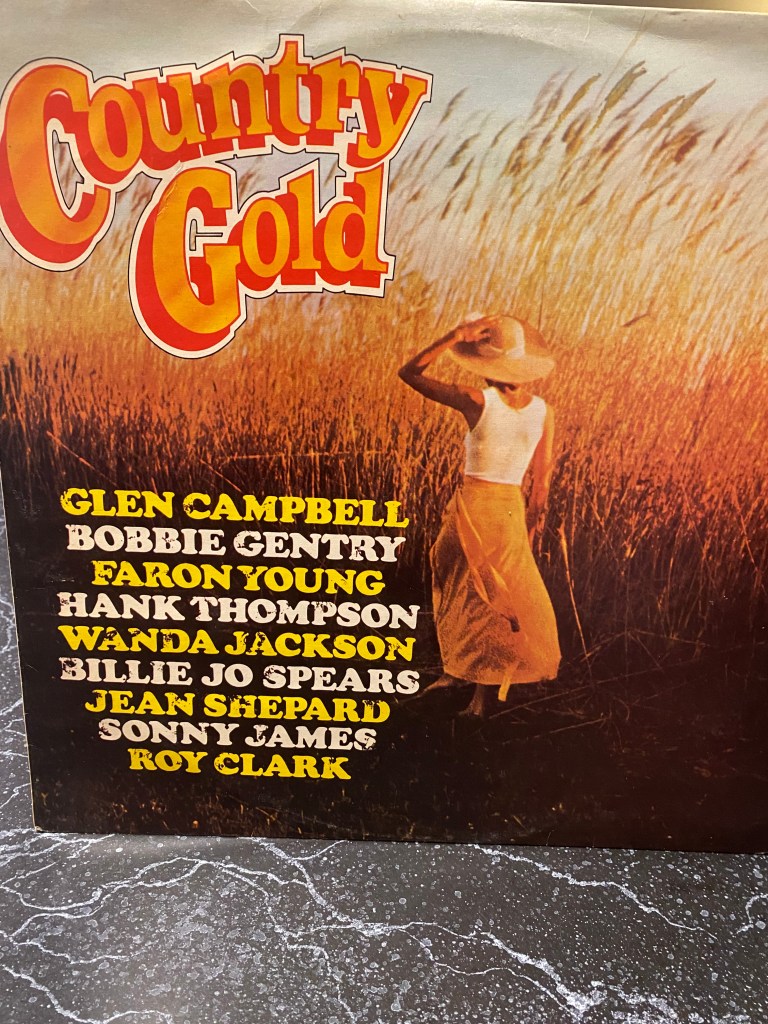 Country
Gold
GLEN CAMPBELL
BOBBIE GENTRY
FARON YOUNG
HANK THOMPSON
WANDA JACKSON
BILLIE JO SPEARS
JEAN SHEPARD
SONNY JAMES
ROY CLARK